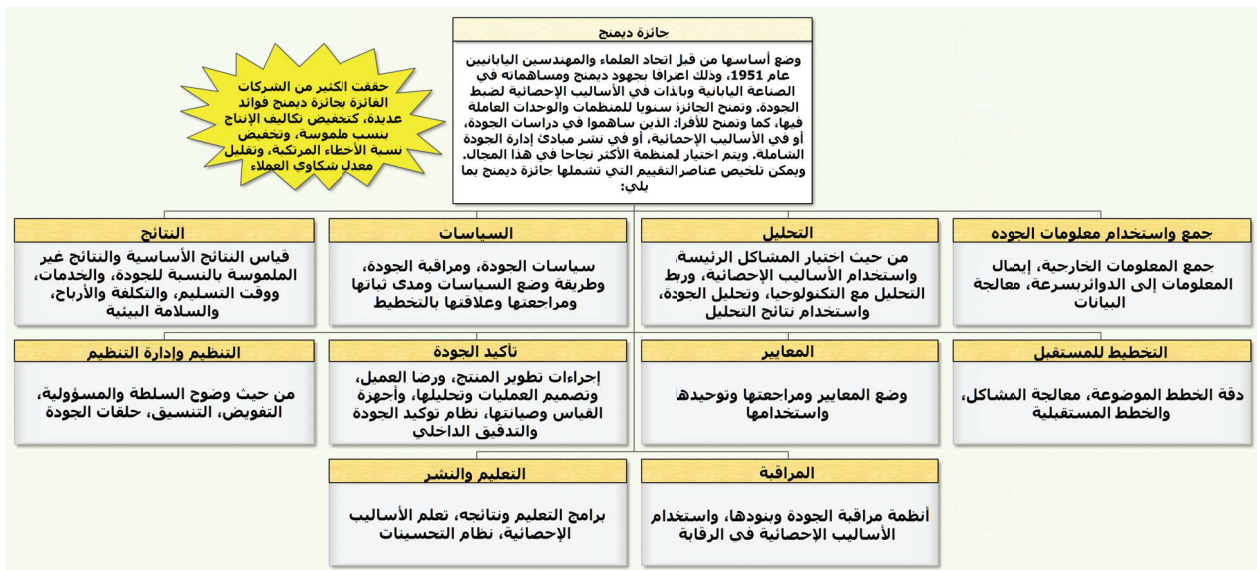 جائزة ديمنج
وضع أساسها من قبل اتحاد العلماء والمهندسين اليابانيين
عام 1951، وذلك اعترافا بجهود ديمنج ومساهماته في
الصناعة اليابانية وبالذات في الأساليب الإحصائية لضبط
الجودة. وتمنح الجائزة سنويا للمنظمات والوحدات العاملة
فيها، كما وتمنح للأفراد الذين ساهموا في دراسات الجودة،
أو في الأساليب الإحصائية، أو في نشر مبادئ إدارة الجودة
الشاملة. ويتم اختيار لمنظمة الأكثر نجاحا في هذا المجال.
ويمكن تلخيص عناصرالتقييم التي تشملها جائزة ديمنج بما
يلي:
حققت الكثير من الشركات
الفائزة بجائزة ديمنج فوائد
عديدة، كتخفيض تكاليف الإنتاج
بنسب ملموسة، وتخفيض
نسبة الأخطاء المرتكبة، وتقليل
معدل شكاوي العملاء
جمع واستخدام معلومات الجوده
جمع المعلومات الخارجية، إيصال
المعلومات إلى الدوائربسرعة، معالجة
البيانات
التحليل
من حيث اختيار المشاكل الرئيسة
واستخدام الأساليب الإحصائية، وربط
التحليل مع التكنولوجيا، وتحليل الجودة،
واستخدام نتائج التحليل
السياسات
سياسات الجودة، ومراقبة الجودة،
وطريقة وضع السياسات ومدى ثباتها
ومراجعتها وعلاقتها بالتخطيط
النتائج
قياس النتائج الأساسية والنتائج غير
الملموسة بالنسبة للجودة، والخدمات،
ووقت التسليم، والتكلفة والأرباح،
والسلامة البيئية
التخطيط للمستقبل
دقة الخطط الموضوعة، معالجة المشاكل،
والخطط المستقبلية
المعايير
وضع المعايير ومراجعتها وتوحيدها
واستخدامها
تأكيد الجودة
إجراءات تطوير المنتج، ورضا العميل،
وتصميم العمليات وتحليلها، وأجهزة
القياس وصيانتها، نظام توكيد الجودة
والتدقيق الداخلي
التنظيم وإدارة التنظيم
من حيث وضوح السلطة والمسؤولية،
التفويض، التنسيق، حلقات الجودة
المراقبة
أنظمة مراقبة الجودة وبنودها، واستخدام
الأساليب الإحصائية في الرقابة
التعليم والنشر
برامج التعليم ونتائجه، تعلم الأساليب
الإحصائية، نظام التحسينات